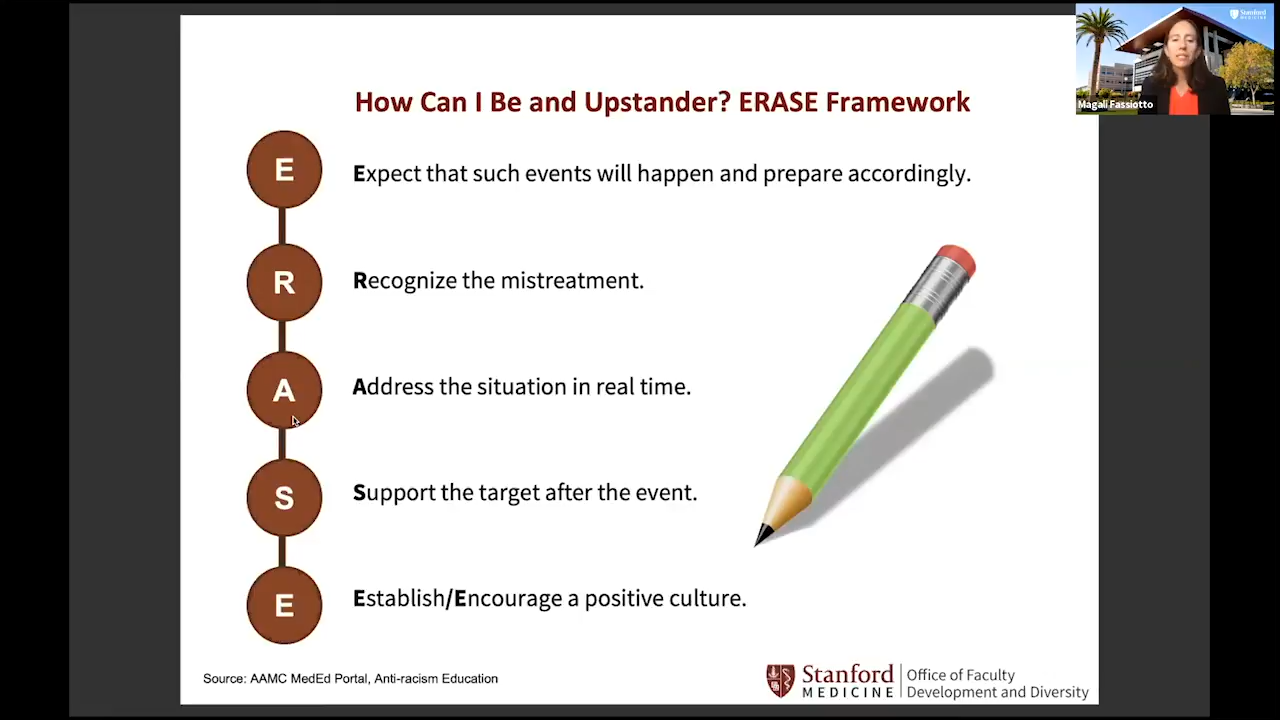 How Can I Be and Upstander? ERASE Framework
E
Expect that such events will happen and prepare accordingly.
R
Recognize the mistreatment.
A
Address the situation in real time.
S
Support the target after the event.
E
Establish/Encourage a positive culture.
Source: AAMC MedEd Portal, Anti-racism Education
Stanford
MEDICINE
Office of Faculty
Development and Diversity
Stanford
MEDICINE
Magali Fassiotto